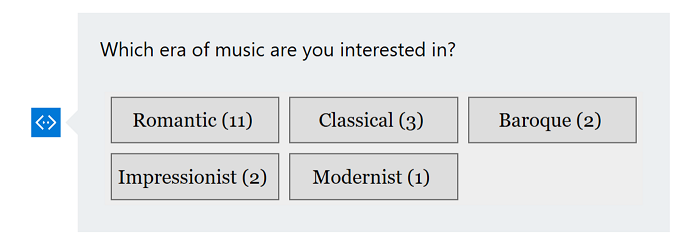 Which era of music are you interested in?
Romantic (11) Classical (3) Baroque (2)
Impressionist (2) Modernist (1)